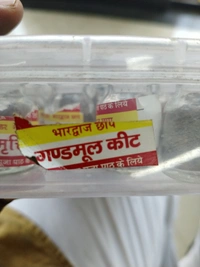 के लिये
भारद्वाज छाप
गण्डमूल कीट
पूजा पाठ के लिये